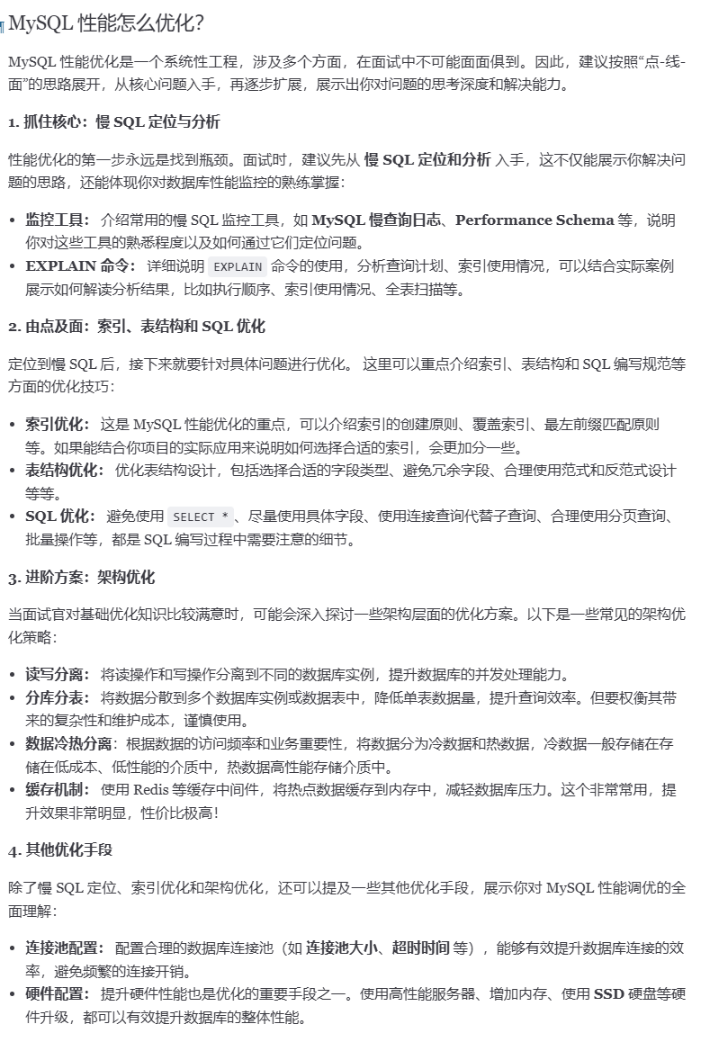 MySQL 性能怎么优化？
MySQL 性能优化是一个系统性工程，涉及多个方面，在面试中不可能面面俱到。因此，建议按照“点-线-
面”的思路展开，从核心问题入手，再逐步扩展，展示出你对问题的思考深度和解决能力。
1. 抓住核心：慢 SQL 定位与分析
性能优化的第一步永远是找到瓶颈。面试时，建议先从 慢 SQL 定位和分析 入手，这不仅能展示你解决问
题的思路，还能体现你对数据库性能监控的熟练掌握：
• 监控工具： 介绍常用的慢 SQL 监控工具，如 MySQL 慢查询日志、Performance Schema 等，说明
你对这些工具的熟悉程度以及如何通过它们定位问题。
• EXPLAIN 命令： 详细说明 EXPLAIN 命令的使用，分析查询计划、索引使用情况，可以结合实际案例
展示如何解读分析结果，比如执行顺序、索引使用情况、全表扫描等。
2. 由点及面：索引、表结构和 SQL 优化
定位到慢 SQL 后，接下来就要针对具体问题进行优化。 这里可以重点介绍索引、表结构和 SQL 编写规范等
方面的优化技巧：
• 索引优化： 这是 MySQL 性能优化的重点，可以介绍索引的创建原则、覆盖索引、最左前缀匹配原则
等。如果能结合你项目的实际应用来说明如何选择合适的索引，会更加分一些。
• 表结构优化： 优化表结构设计，包括选择合适的字段类型、避免冗余字段、合理使用范式和反范式设计
等等。
• SQL 优化： 避免使用 SELECT * 、尽量使用具体字段、使用连接查询代替子查询、合理使用分页查询、
批量操作等，都是 SQL 编写过程中需要注意的细节。
3. 进阶方案：架构优化
当面试官对基础优化知识比较满意时，可能会深入探讨一些架构层面的优化方案。以下是一些常见的架构优
化策略：
• 读写分离： 将读操作和写操作分离到不同的数据库实例，提升数据库的并发处理能力。
• 分库分表： 将数据分散到多个数据库实例或数据表中，降低单表数据量，提升查询效率。但要权衡其带
来的复杂性和维护成本，谨慎使用。
• 数据冷热分离：根据数据的访问频率和业务重要性，将数据分为冷数据和热数据，冷数据一般存储在存
储在低成本、低性能的介质中，热数据高性能存储介质中。
• 缓存机制： 使用 Redis 等缓存中间件，将热点数据缓存到内存中，减轻数据库压力。这个非常常用，提
升效果非常明显，性价比极高！
4. 其他优化手段
除了慢 SQL 定位、索引优化和架构优化，还可以提及一些其他优化手段，展示你对 MySQL 性能调优的全
面理解：
• 连接池配置： 配置合理的数据库连接池（如 连接池大小、超时时间 等），能够有效提升数据库连接的效
率，避免频繁的连接开销。
• 硬件配置： 提升硬件性能也是优化的重要手段之一。使用高性能服务器、增加内存、使用 SSD 硬盘等硬
件升级，都可以有效提升数据库的整体性能。